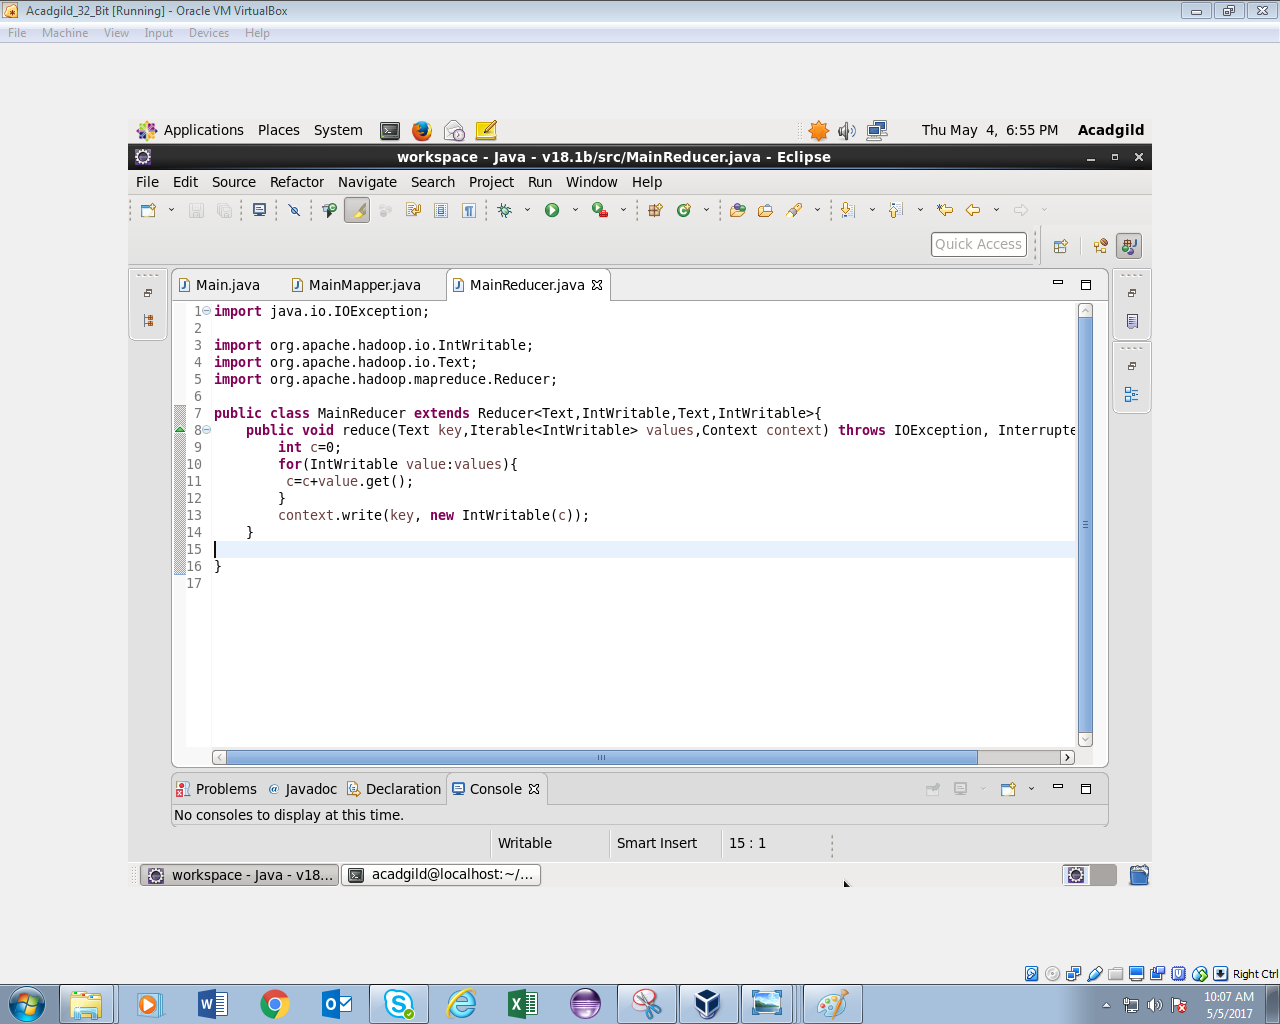 Acadgild_32_Bit [Running] - Oracle VM VirtualBox
File Machine View Input Devices Help
Applications Places System Thu May 4, 6:55 PM Acadgild
workspace - Java - v18.1b/src/MainReducer.java - Eclipse
File Edit Source Refactor Navigate Search Project Run Window Help
Quick Access
Main.java MainMapper.java MainReducer.java
1 import java.io.IOException;
2
3 import org.apache.hadoop.io.IntWritable;
4 import org.apache.hadoop.io.Text;
5 import org.apache.hadoop.mapreduce.Reducer;
6
7 public class MainReducer extends Reducer<Text,IntWritable,Text,IntWritable>{
8 public void reduce(Text key,Iterable<IntWritable> values,Context context) throws IOException, Interrupte
9 int c=0;
10 for(IntWritable value:values){
11 c=c+value.get();
12 }
13 context.write(key, new IntWritable(c));
14 }
15
16 }
17
Problems @ Javadoc Declaration Console
No consoles to display at this time.
Writable Smart Insert 15 : 1
workspace - Java - v18... acadgild@localhost:~/...
Right Ctrl
10:07 AM
5/5/2017